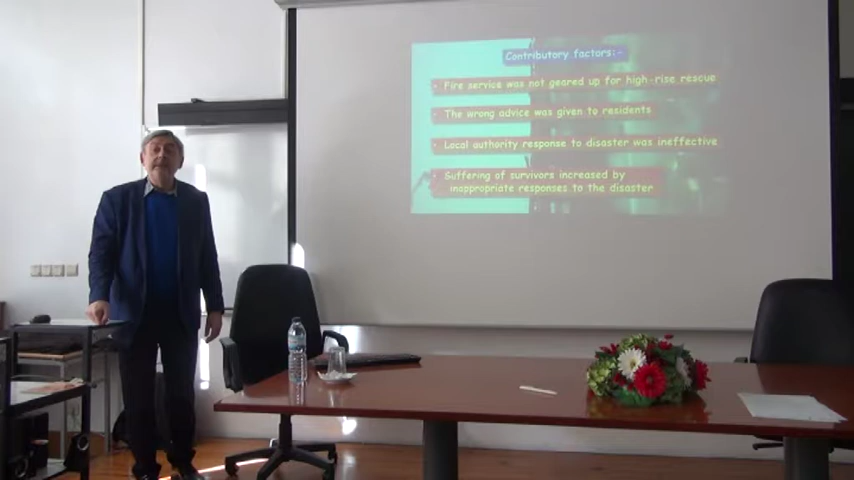 Contributory factors:-
• Fire service was not geared up for high-rise rescue
• The wrong advice was given to residents
• Local authority response to disaster was ineffective
• Suffering of survivors increased by
inappropriate responses to the disaster